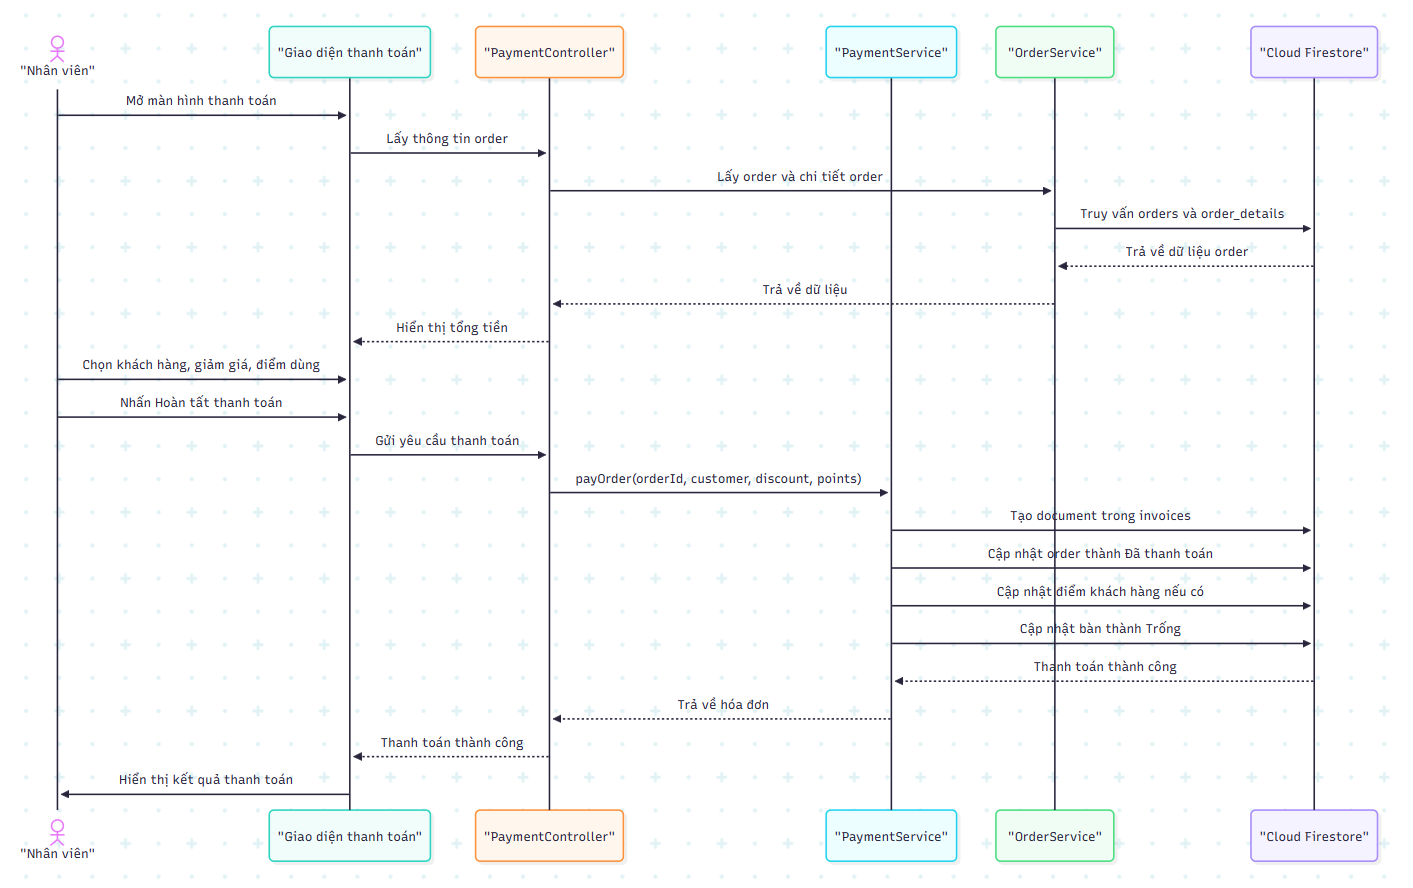 "Nhân viên"
"Giao diện thanh toán"
"PaymentController"
"PaymentService"
"OrderService"
"Cloud Firestore"
Mở màn hình thanh toán
Lấy thông tin order
Lấy order và chi tiết order
Truy vấn orders và order_details
Trả về dữ liệu order
Trả về dữ liệu
Hiển thị tổng tiền
Chọn khách hàng, giảm giá, điểm dùng
Nhấn Hoàn tất thanh toán
Gửi yêu cầu thanh toán
payOrder(orderId, customer, discount, points)
Tạo document trong invoices
Cập nhật order thành Đã thanh toán
Cập nhật điểm khách hàng nếu có
Cập nhật bàn thành Trống
Thanh toán thành công
Trả về hóa đơn
Thanh toán thành công
Hiển thị kết quả thanh toán
"Nhân viên"
"Giao diện thanh toán"
"PaymentController"
"PaymentService"
"OrderService"
"Cloud Firestore"